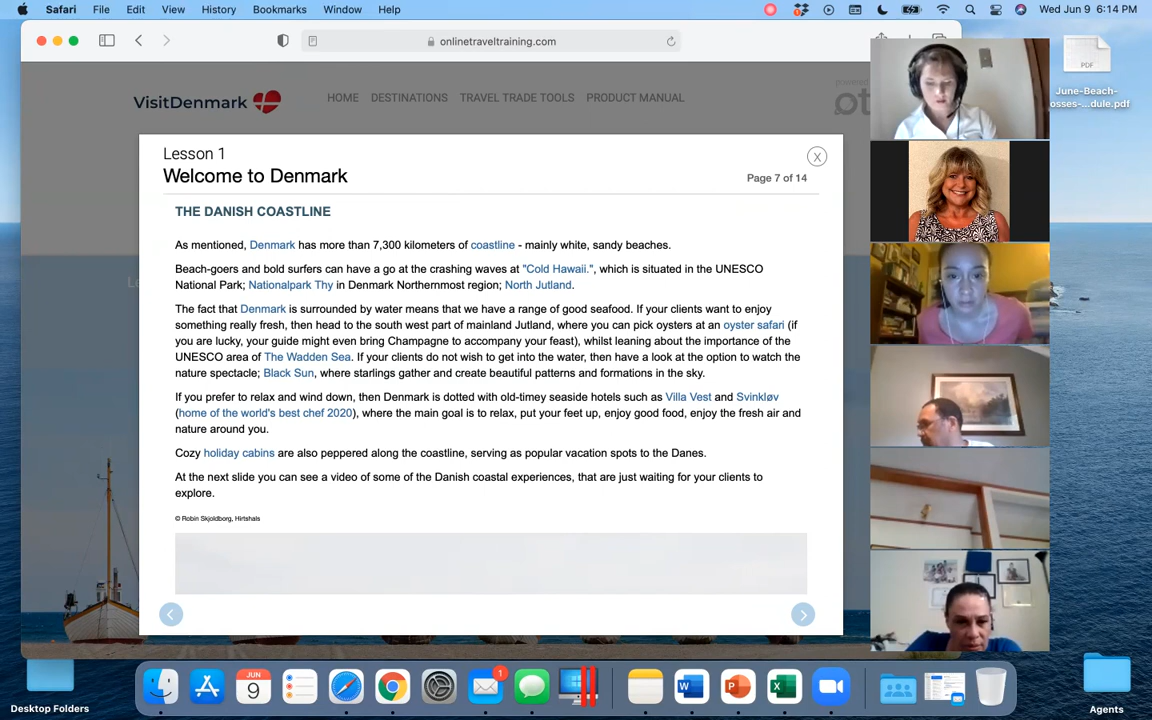 Safari File Edit View History Bookmarks Window Help Wed Jun 9 6:14 PM
onlinetraveltraining.com
VisitDenmark HOME DESTINATIONS TRAVEL TRADE TOOLS PRODUCT MANUAL
ot
Lesson 1
Welcome to Denmark
X
Page 7 of 14
THE DANISH COASTLINE
As mentioned, Denmark has more than 7,300 kilometers of coastline - mainly white, sandy beaches.
Beach-goers and bold surfers can have a go at the crashing waves at "Cold Hawaii.", which is situated in the UNESCO
National Park; Nationalpark Thy in Denmark Northernmost region; North Jutland.
The fact that Denmark is surrounded by water means that we have a range of good seafood. If your clients want to enjoy
something really fresh, then head to the south west part of mainland Jutland, where you can pick oysters at an oyster safari (if
you are lucky, your guide might even bring Champagne to accompany your feast), whilst leaning about the importance of the
UNESCO area of The Wadden Sea. If your clients do not wish to get into the water, then have a look at the option to watch the
nature spectacle; Black Sun, where starlings gather and create beautiful patterns and formations in the sky.
If you prefer to relax and wind down, then Denmark is dotted with old-timey seaside hotels such as Villa Vest and Svinkløv
(home of the world's best chef 2020), where the main goal is to relax, put your feet up, enjoy good food, enjoy the fresh air and
nature around you.
Cozy holiday cabins are also peppered along the coastline, serving as popular vacation spots to the Danes.
At the next slide you can see a video of some of the Danish coastal experiences, that are just waiting for your clients to
explore.
© Robin Skjoldborg, Hirtshals
PDF
June-Beach-
osses-...dule.pdf
JUN
9
1
W
P
X
Desktop Folders
Agents